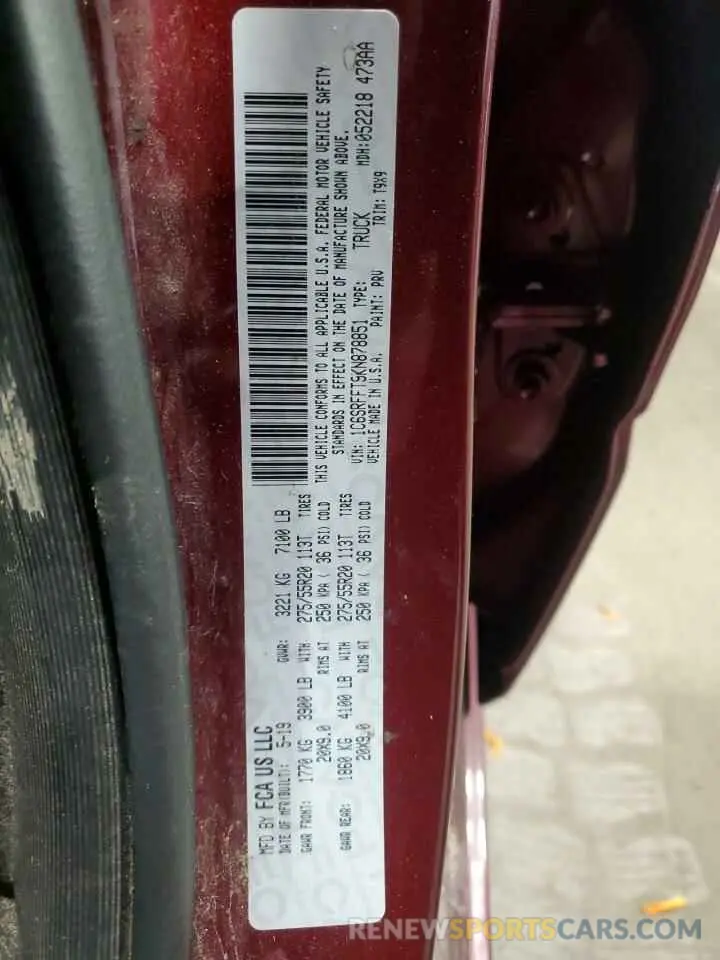 MFD BY FCA US LLC
DATE OF MFR(BUILT): 5-19 GVWR: 3221 KG 7100 LB
GAWR FRONT: 1770 KG 3900 LB WITH 275/55R20 113T TIRES
20X9.0 RIMS AT 250 KPA ( 36 PSI) COLD
GAWR REAR: 1860 KG 4100 LB WITH 275/55R20 113T TIRES
20X9.0 RIMS AT 250 KPA ( 36 PSI) COLD
THIS VEHICLE CONFORMS TO ALL APPLICABLE U.S.A. FEDERAL MOTOR VEHICLE SAFETY
STANDARDS IN EFFECT ON THE DATE OF MANUFACTURE SHOWN ABOVE.
VIN: 1C6SRFFT9KN878851 TYPE: TRUCK MDH:052218 473AA
VEHICLE MADE IN U.S.A. PAINT: PRV TRIM: T9X9
RENEWSPORTSCARS.COM